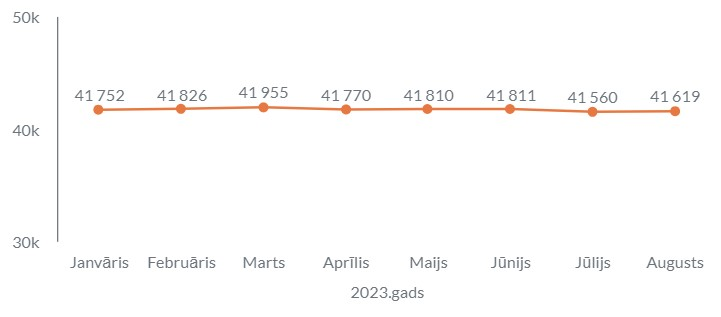 50k
41 752 41 826 41 955 41 770 41 810 41 811 41 560 41 619
40k
30k
Janvāris Februāris Marts Aprīlis Maijs Jūnijs Jūlijs Augusts
2023.gads